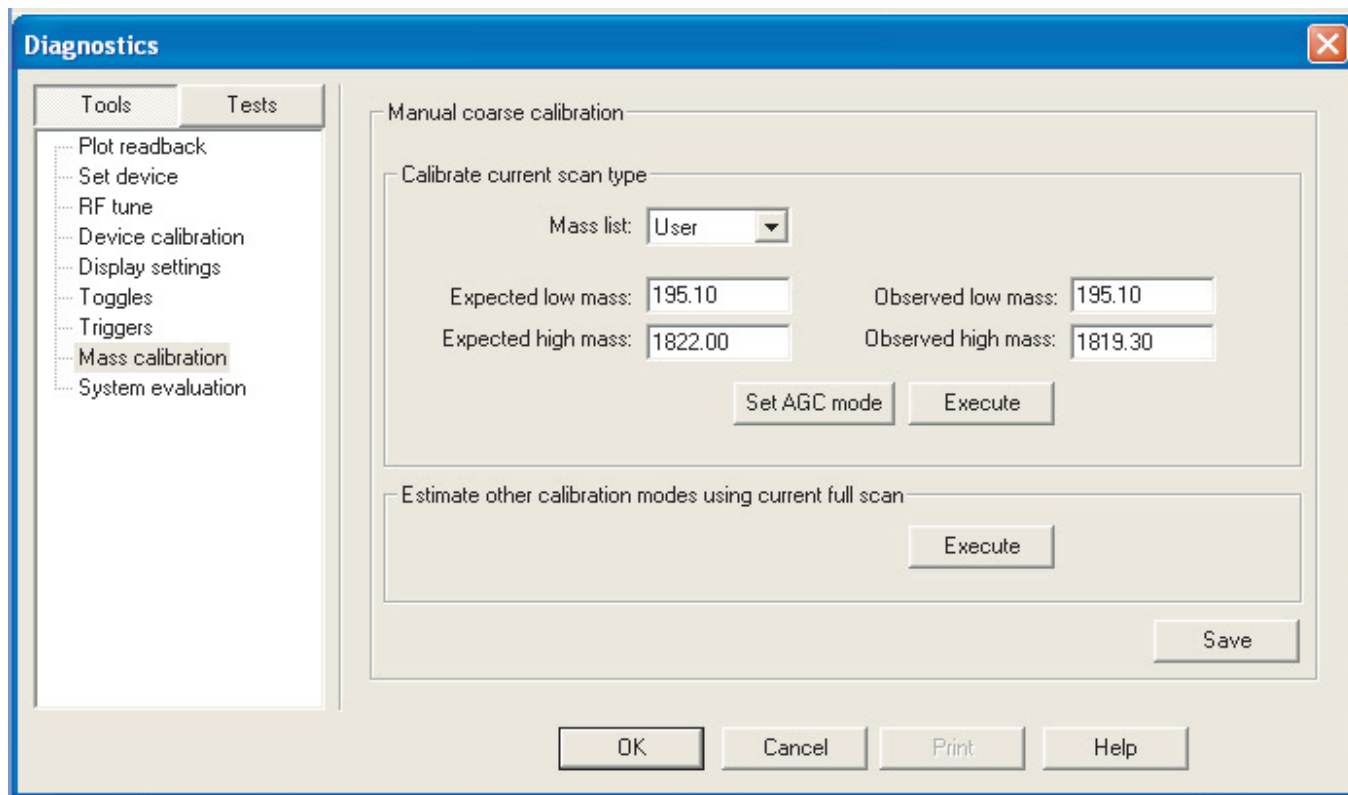 Diagnostics
Tools Tests
Plot readback
Set device
RF tune
Device calibration
Display settings
Toggles
Triggers
Mass calibration
System evaluation
Manual coarse calibration
Calibrate current scan type
Mass list: User
Expected low mass: 195.10 Observed low mass: 195.10
Expected high mass: 1822.00 Observed high mass: 1819.30
Set AGC mode Execute
Estimate other calibration modes using current full scan
Execute
Save
OK Cancel Print Help